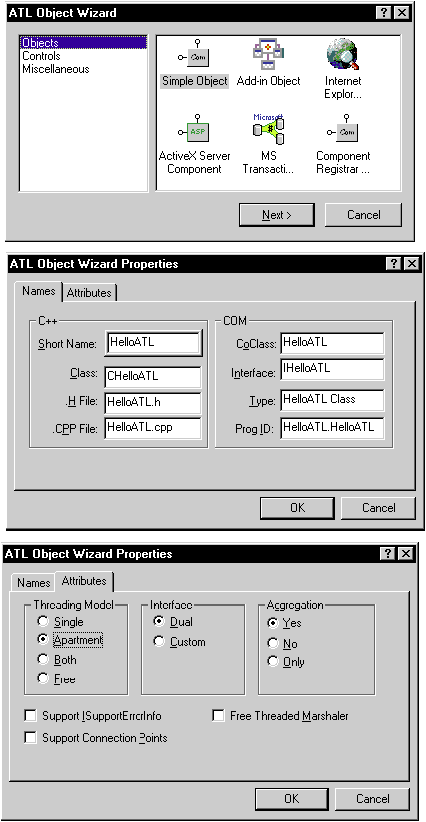 ATL Object Wizard
Objects
Controls
Miscellaneous
Com
Simple Object
Add-in Object
Internet Explor...
ASP
ActiveX Server Component
Microsof
MS Transacti...
Com
Component Registrar ...
Next >
Cancel
ATL Object Wizard Properties
Names
Attributes
C++
Short Name:
HelloATL
Class:
CHelloATL
.H File:
HelloATL.h
.CPP File:
HelloATL.cpp
COM
CoClass:
HelloATL
Interface:
IHelloATL
Type:
HelloATL Class
Prog ID:
HelloATL.HelloATL
OK
Cancel
ATL Object Wizard Properties
Names
Attributes
Threading Model
Single
Apartment
Both
Free
Interface
Dual
Custom
Aggregation
Yes
No
Only
Support ISupportErrorInfo
Free Threaded Marshaler
Support Connection Points
OK
Cancel